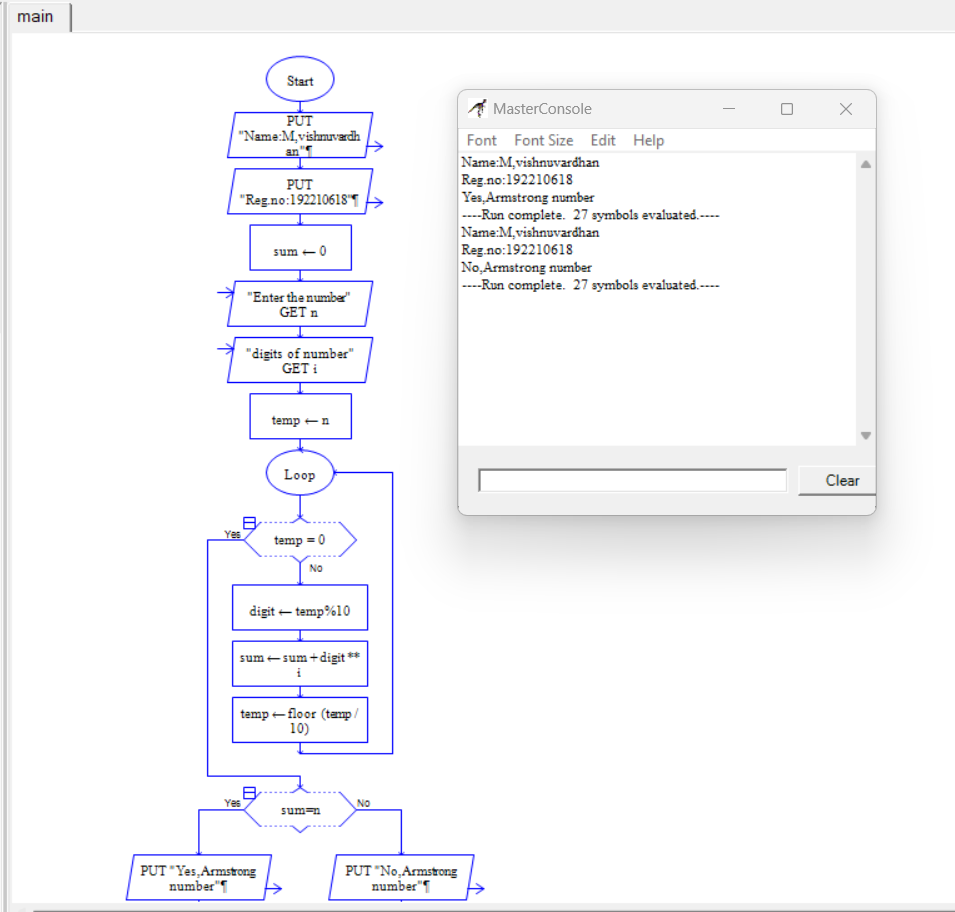 main
Start
PUT
"Name:M,vishnuvardh
an"¶
PUT
"Reg.no:192210618"¶
sum ← 0
"Enter the number"
GET n
"digits of number"
GET i
temp ← n
Loop
Yes
temp = 0
No
digit ← temp%10
sum ← sum+digit **
i
temp ← floor (temp /
10)
Yes
sum=n
No
PUT "Yes,Armstrong
number"¶
PUT "No,Armstrong
number"¶
MasterConsole
Font Font Size Edit Help
Name:M,vishnuvardhan
Reg.no:192210618
Yes,Armstrong number
----Run complete.  27 symbols evaluated.----
Name:M,vishnuvardhan
Reg.no:192210618
No,Armstrong number
----Run complete.  27 symbols evaluated.----
Clear